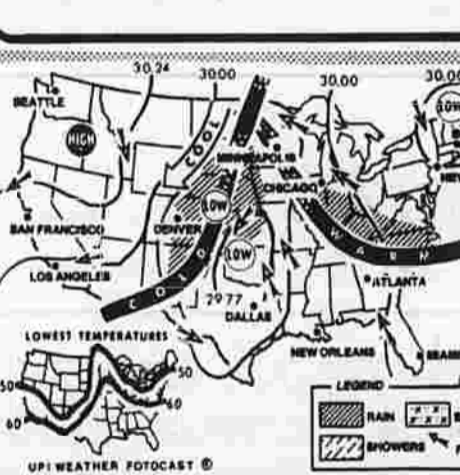 30.24
30.00
30.00
30.00
SEATTLE
COOL
LOW
HIGH
MINNEAPOLIS
CHICAGO
LOW
SAN FRANCISCO
DENVER
COLD
LOW
WARM
LOS ANGELES
29.77
ATLANTA
DALLAS
LOWEST TEMPERATURES
NEW ORLEANS
50
50
60
60
LEGEND
RAIN
SHOWERS
UPI WEATHER FOTOCAST ©